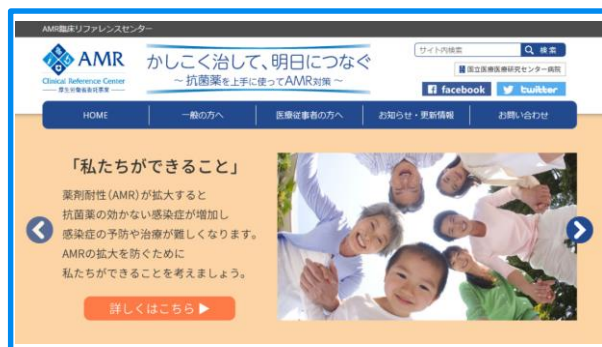 AMR臨床リファレンスセンター
AMR
Clinical Reference Center
厚生労働省委託事業
かしこく治して、明日につなぐ
～抗菌薬を上手に使ってAMR対策～
サイト内検索
検索
国立国際医療研究センター病院
facebook
twitter
HOME
一般の方へ
医療従事者の方へ
お知らせ・更新情報
お問い合わせ
「私たちができること」
薬剤耐性(AMR)が拡大すると
抗菌薬の効かない感染症が増加し
感染症の予防や治療が難しくなります。
AMRの拡大を防ぐために
私たちができることを考えましょう。
詳しくはこちら ▶